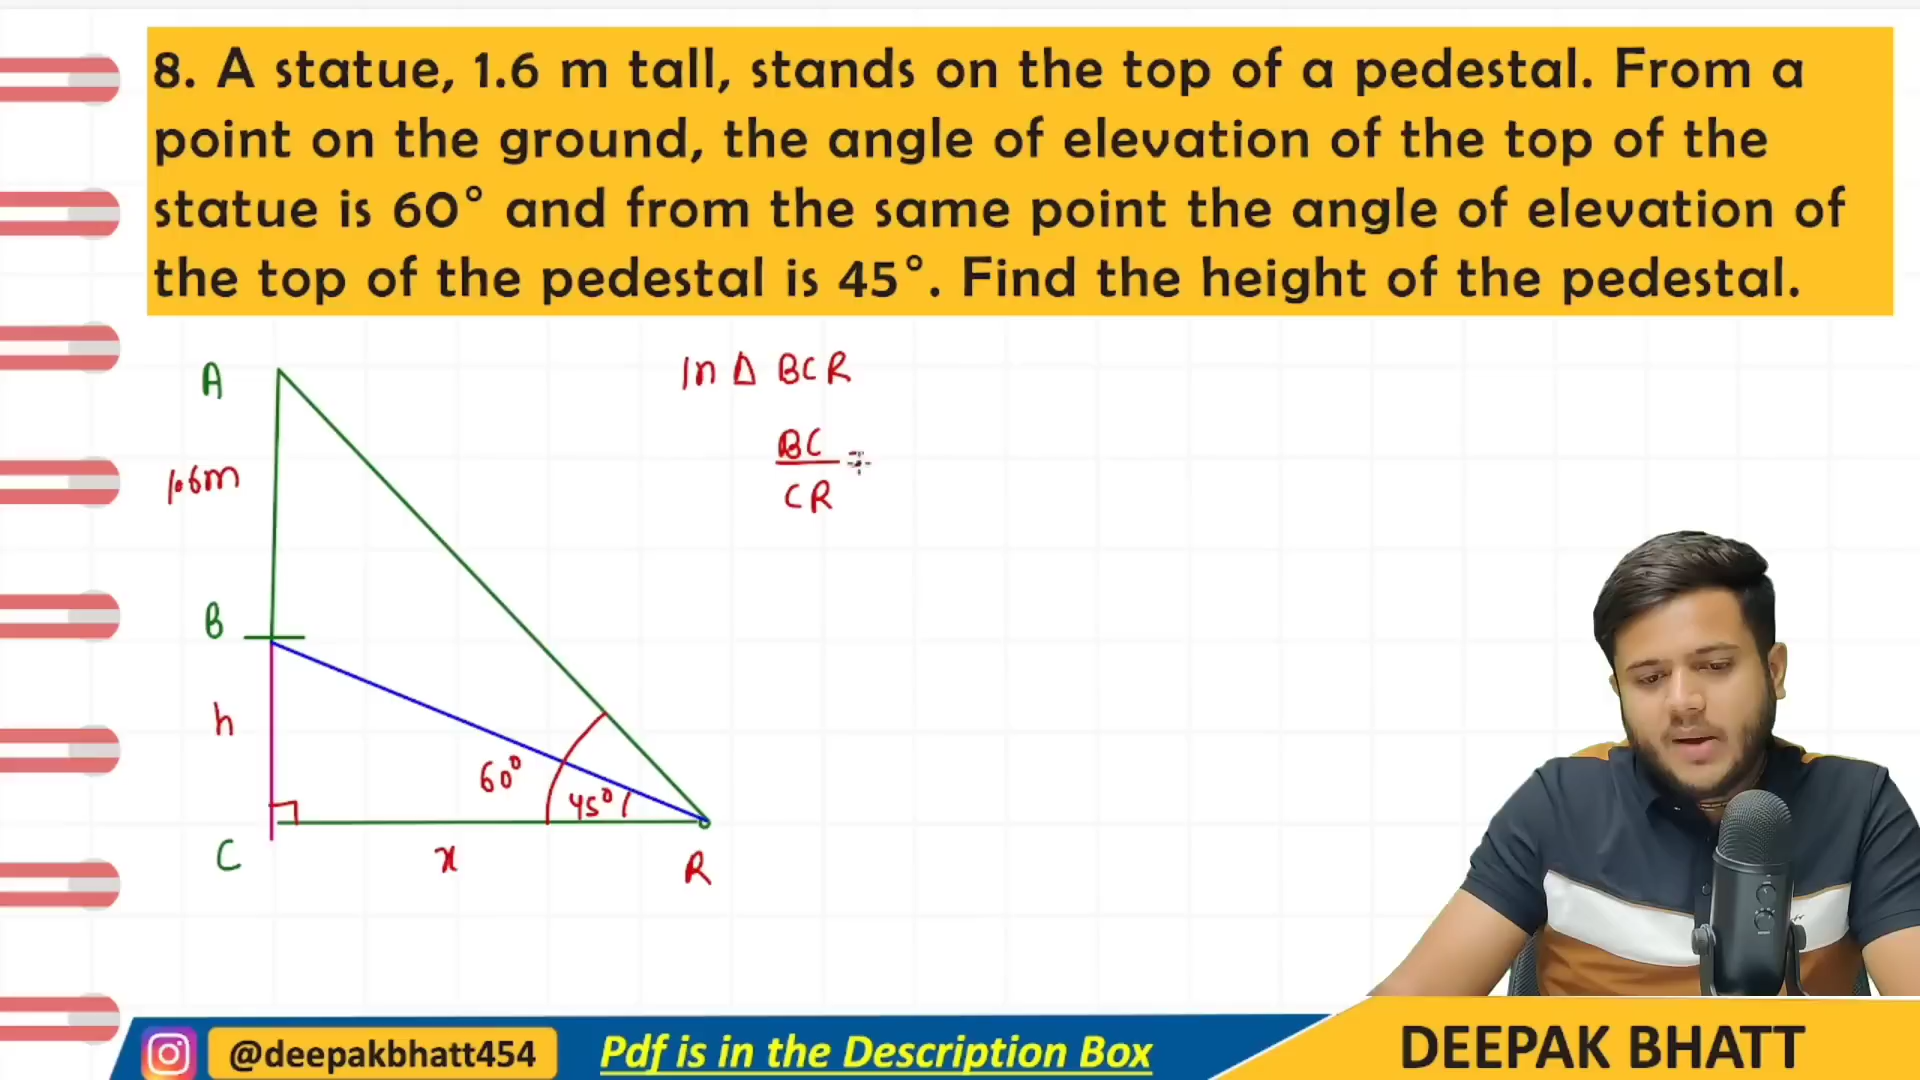 8. A statue, 1.6 m tall, stands on the top of a pedestal. From a
point on the ground, the angle of elevation of the top of the
statue is 60° and from the same point the angle of elevation of
the top of the pedestal is 45°. Find the height of the pedestal.
A
In Δ BCR
BC
CR
1.6m
B
h
60°
45°
C
x
R
@deepakbhatt454
Pdf is in the Description Box
DEEPAK BHATT